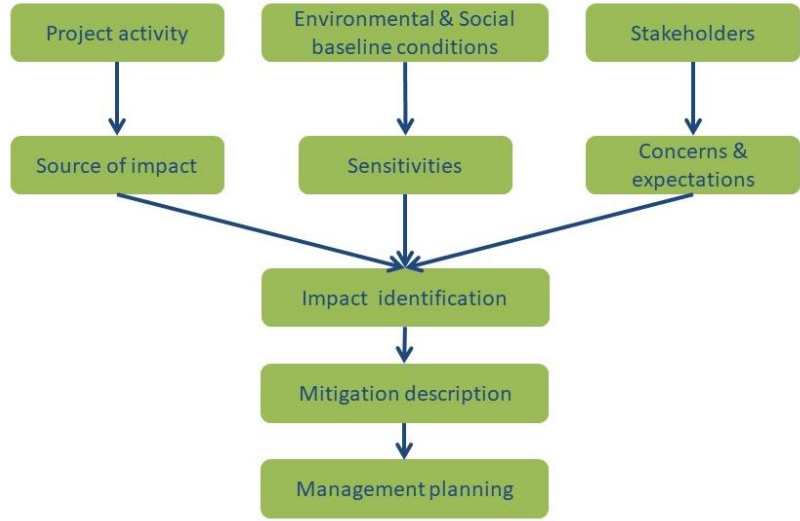 Project activity
Environmental & Social
baseline conditions
Stakeholders
Source of impact
Sensitivities
Concerns &
expectations
Impact identification
Mitigation description
Management planning